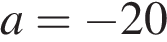 a = −20